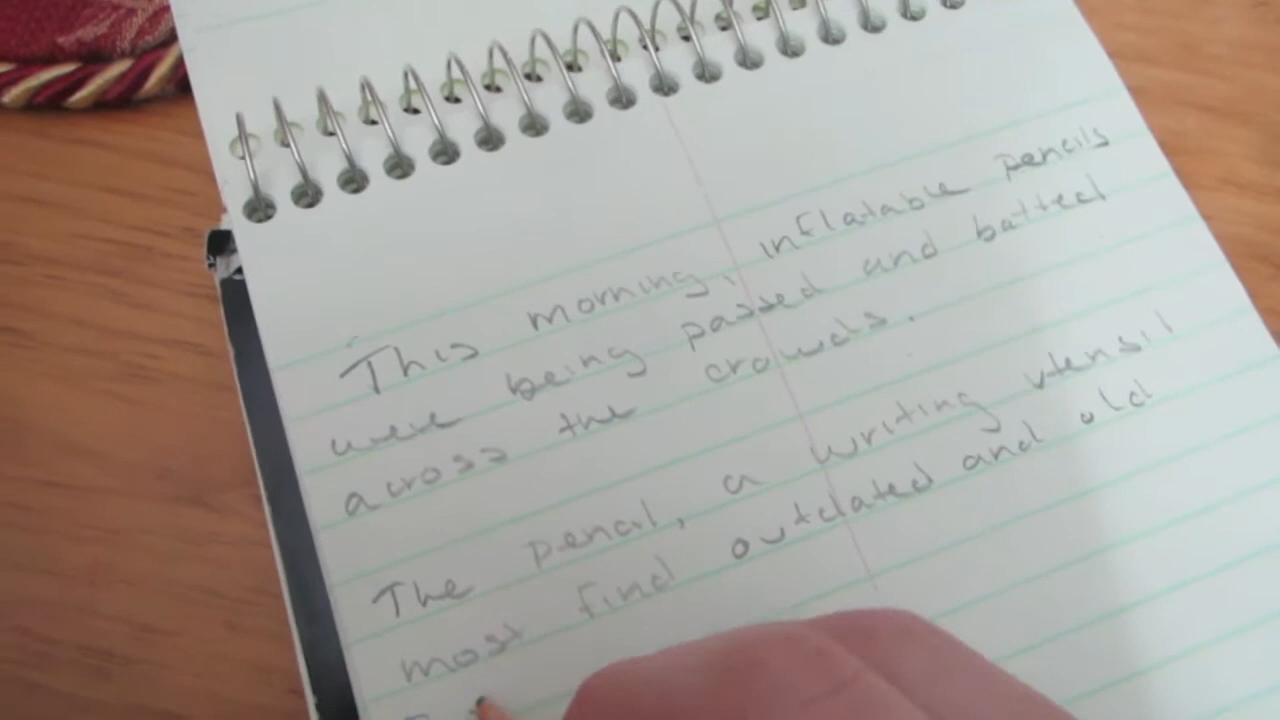 This morning, inflatable pencils
were being passed and batted
across the crowds.
The pencil, a writing utensil
most find outdated and old